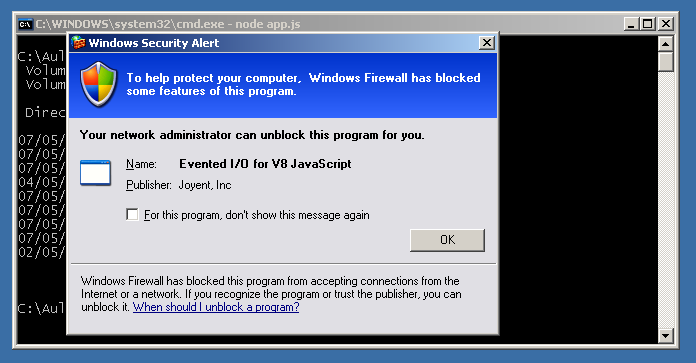 C:\WINDOWS\system32\cmd.exe - node app.js
Windows Security Alert
To help protect your computer, Windows Firewall has blocked
some features of this program.
Your network administrator can unblock this program for you.
Name: Evented I/O for V8 JavaScript
Publisher: Joyent, Inc
For this program, don't show this message again
OK
Windows Firewall has blocked this program from accepting connections from the
Internet or a network. If you recognize the program or trust the publisher, you can
unblock it. When should I unblock a program?
C:\Aul
Volum
Volum
Direc
07/05/
07/05/
07/05/
04/05/
07/05/
07/05/
07/05/
07/05/
02/05/
C:\Aul